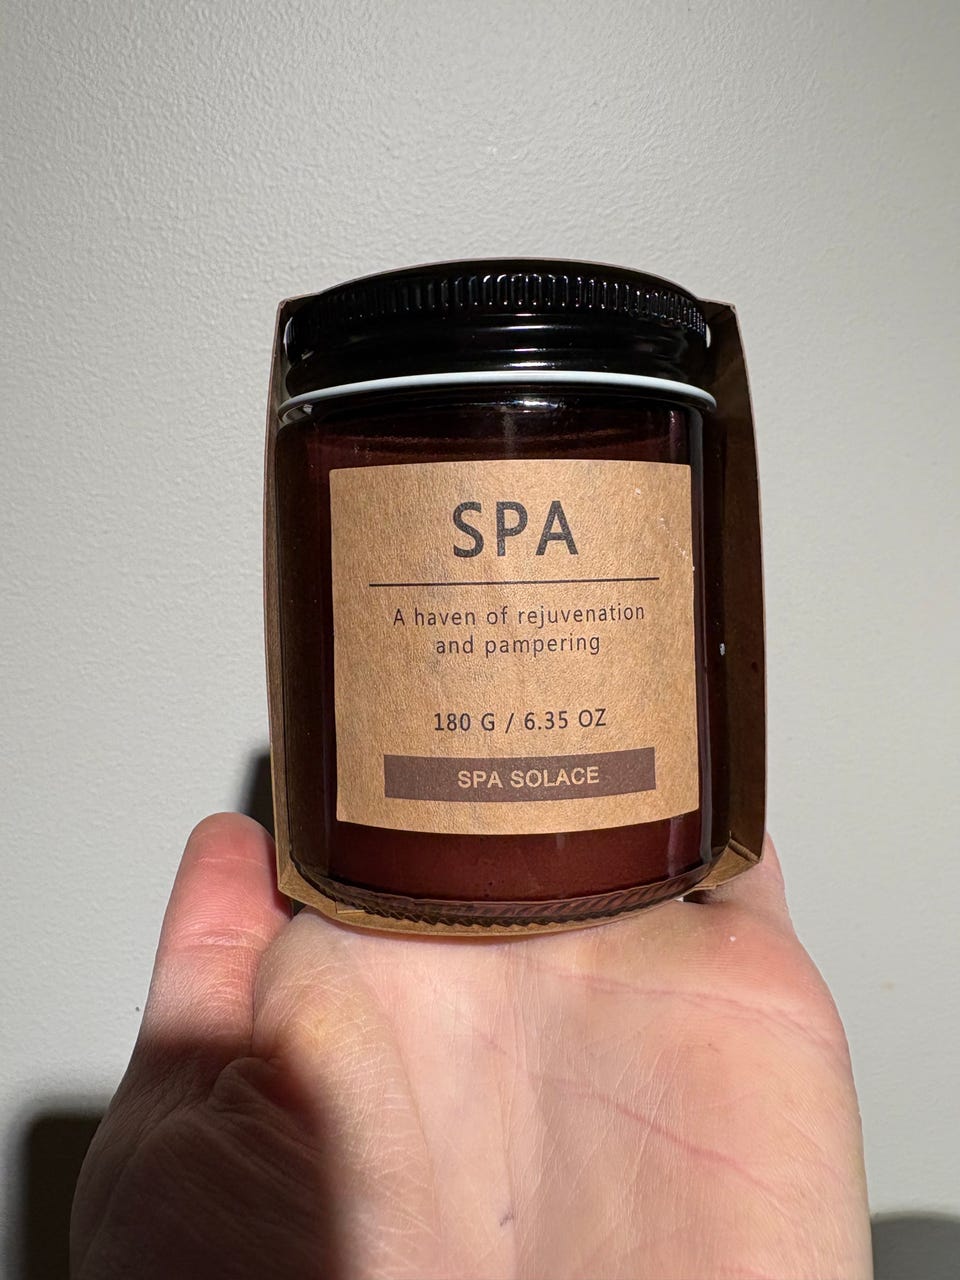 SPA
A haven of rejuvenation
and pampering
180 G / 6.35 OZ
SPA SOLACE